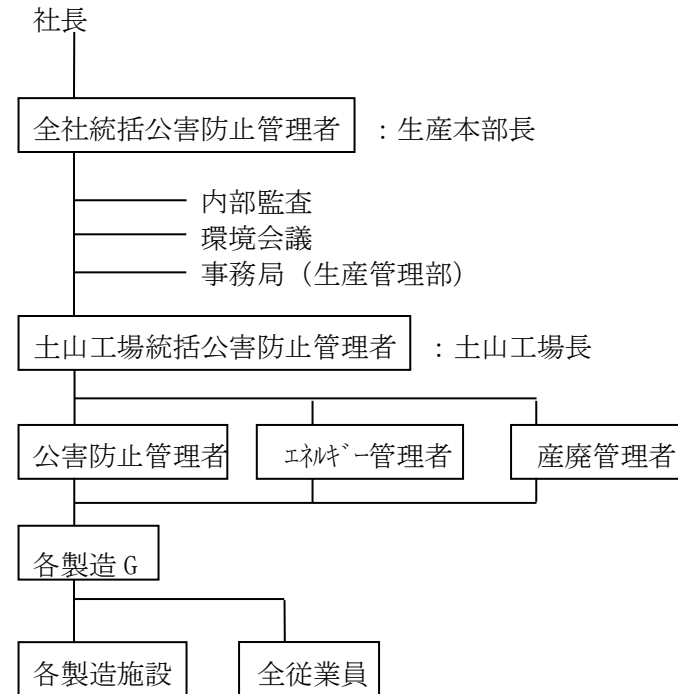 社長
全社統括公害防止管理者 ：生産本部長
内部監査
環境会議
事務局（生産管理部）
土山工場統括公害防止管理者 ：土山工場長
公害防止管理者 ｴﾈﾙｷﾞｰ管理者 産廃管理者
各製造 G
各製造施設 全従業員